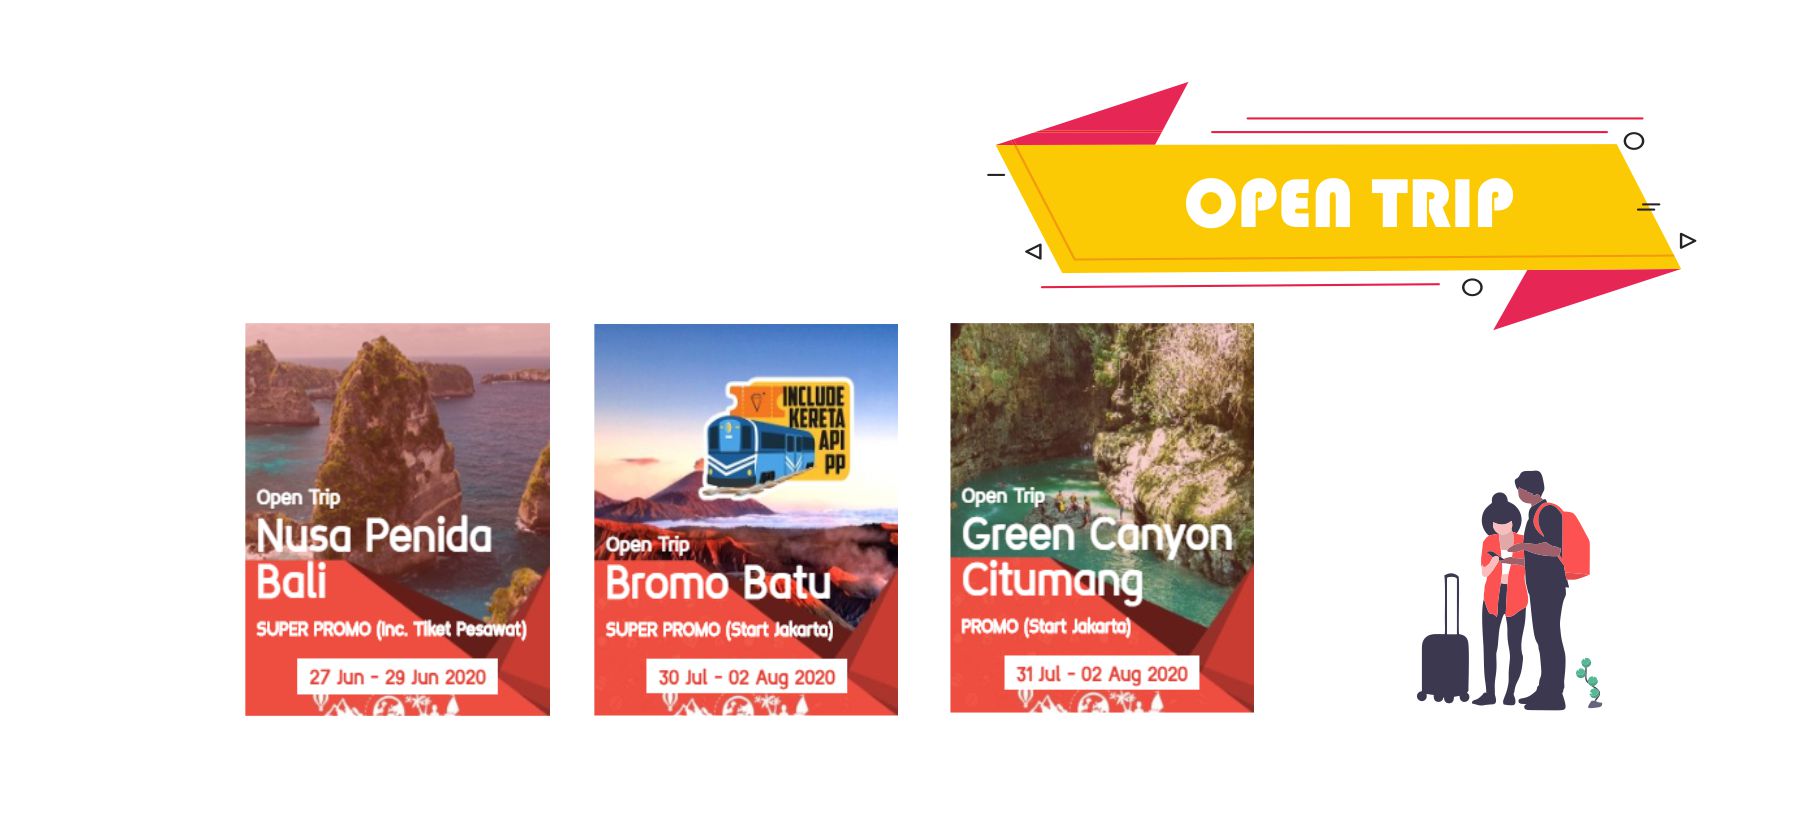 OPEN TRIP
Open Trip
Nusa Penida
Bali
SUPER PROMO (Inc. Tiket Pesawat)
27 Jun - 29 Jun 2020
INCLUDE
KERETA
API
PP
Open Trip
Bromo Batu
SUPER PROMO (Start Jakarta)
30 Jul - 02 Aug 2020
Open Trip
Green Canyon
Citumang
PROMO (Start Jakarta)
31 Jul - 02 Aug 2020